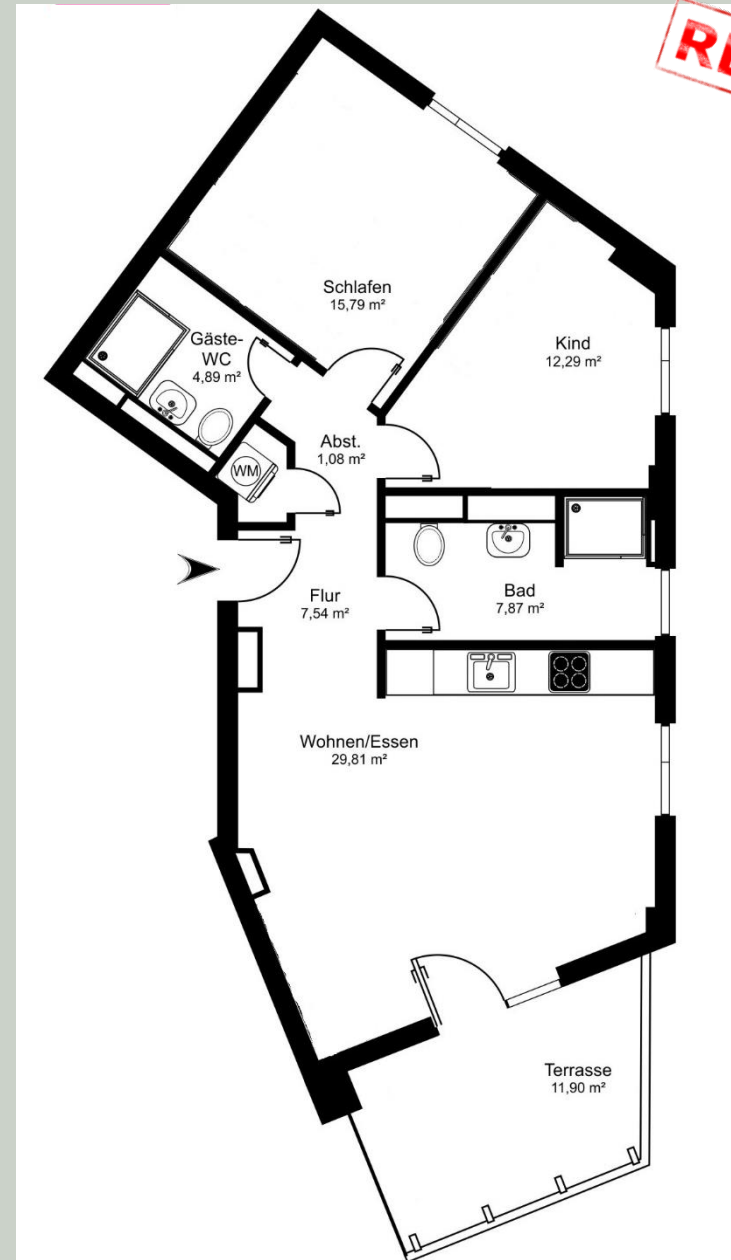 Schlafen
15,79 m²
Kind
12,29 m²
Gäste-
WC
4,89 m²
Abst.
1,08 m²
WM
Flur
7,54 m²
Bad
7,87 m²
Wohnen/Essen
29,81 m²
Terrasse
11,90 m²